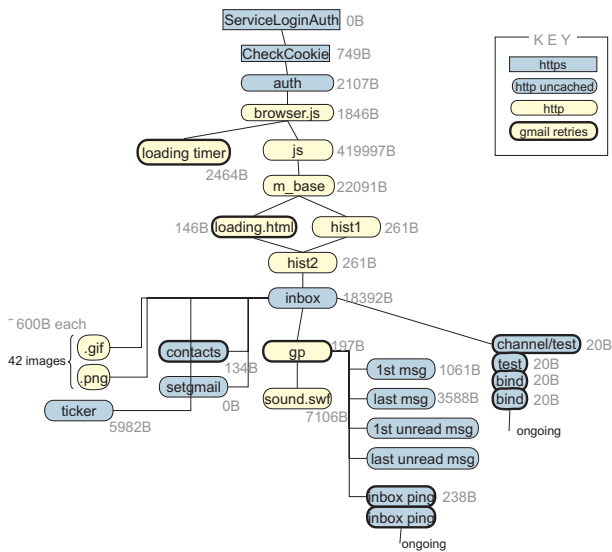 ServiceLoginAuth 0B
CheckCookie 749B
auth 2107B
browser.js 1846B
loading timer
2464B
js 419997B
m_base 22091B
146B loading.html
hist1 261B
hist2 261B
inbox 18392B
~600B each
42 images
.gif
.png
ticker
5982B
contacts
134B
setgmail
0B
gp
197B
sound.swf
7106B
1st msg 1061B
last msg 3588B
1st unread msg
last unread msg
inbox ping 238B
inbox ping
ongoing
channel/test 20B
test 20B
bind 20B
bind 20B
ongoing
KEY
https
http uncached
http
gmail retries